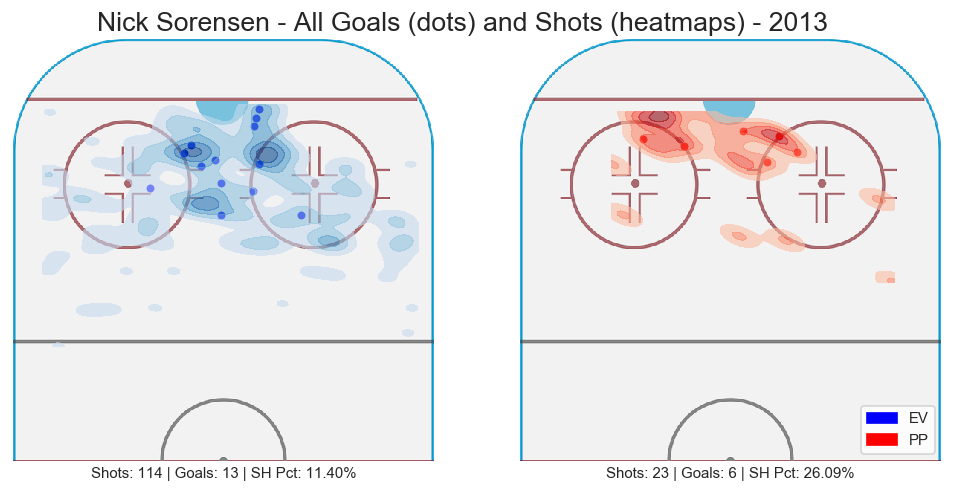 Nick Sorensen - All Goals (dots) and Shots (heatmaps) - 2013
EV
PP
Shots: 114 | Goals: 13 | SH Pct: 11.40%
Shots: 23 | Goals: 6 | SH Pct: 26.09%